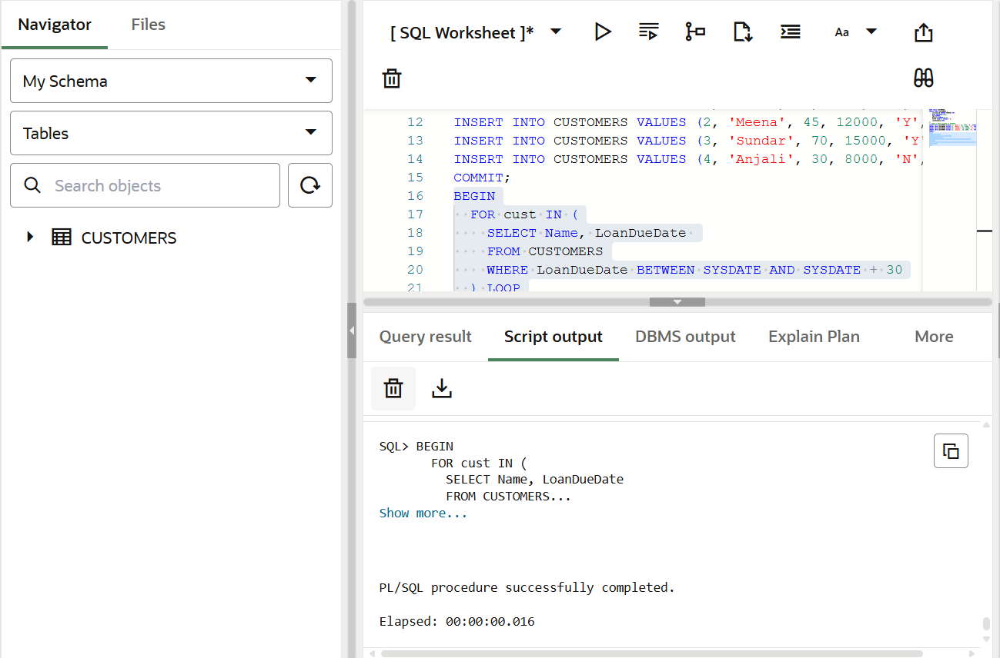 Navigator
Files
My Schema
Tables
Search objects
CUSTOMERS
[ SQL Worksheet ]*
Aa
12 INSERT INTO CUSTOMERS VALUES (2, 'Meena', 45, 12000, 'Y',
13 INSERT INTO CUSTOMERS VALUES (3, 'Sundar', 70, 15000, 'Y'
14 INSERT INTO CUSTOMERS VALUES (4, 'Anjali', 30, 8000, 'N',
15 COMMIT;
16 BEGIN
17 FOR cust IN (
18 SELECT Name, LoanDueDate
19 FROM CUSTOMERS
20 WHERE LoanDueDate BETWEEN SYSDATE AND SYSDATE + 30
21 ) LOOP
Query result
Script output
DBMS output
Explain Plan
More
SQL> BEGIN
FOR cust IN (
SELECT Name, LoanDueDate
FROM CUSTOMERS...
Show more...
PL/SQL procedure successfully completed.
Elapsed: 00:00:00.016